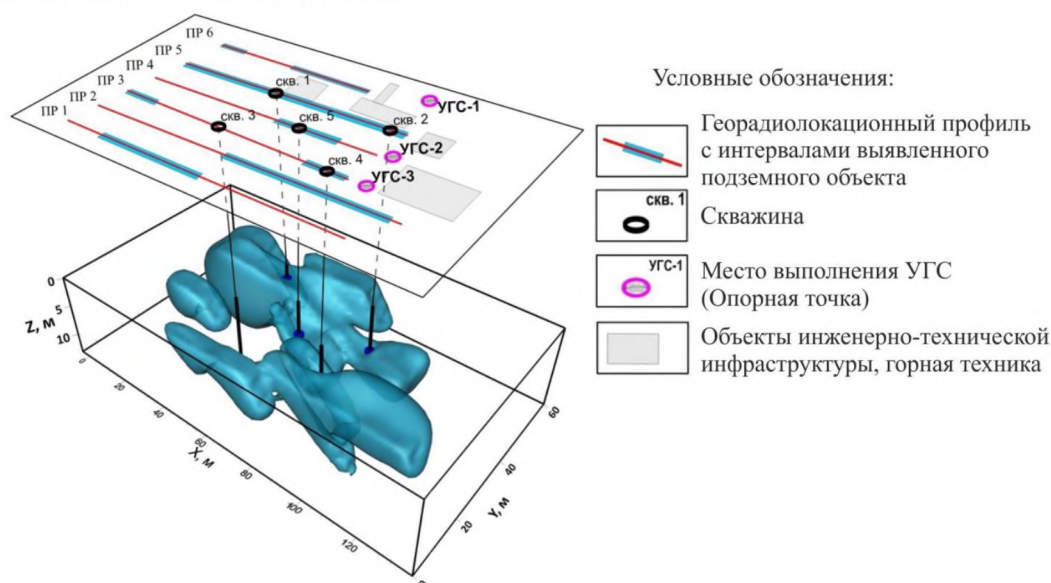 ПР 6
ПР 5
ПР 4
ПР 3
ПР 2
ПР 1
скв. 1
УГС-1
скв. 3
скв. 5
скв. 2
УГС-2
скв. 4
УГС-3
0
5
10
Z, м
0
20
40
60
80
100
120
X, м
20
40
60
Y, м
Условные обозначения:
Георадиолокационный профиль
с интервалами выявленного
подземного объекта
скв. 1
Скважина
УГС-1
Место выполнения УГС
(Опорная точка)
Объекты инженерно-технической
инфраструктуры, горная техника